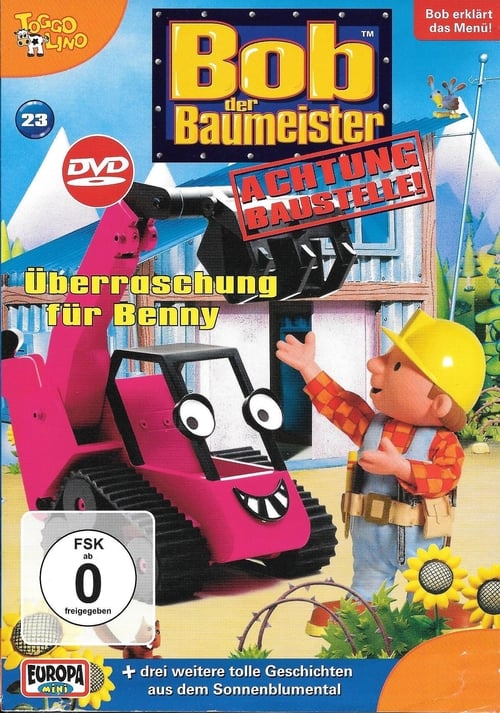 TOGGO
LINO
Bob erklärt
das Menü!
Bob
TM
der
Baumeister
23
DVD
ACHTUNG
BAUSTELLE!
Überraschung
für Benny
FSK
ab
0
freigegeben
EUROPA
MINI
+ drei weitere tolle Geschichten
aus dem Sonnenblumental